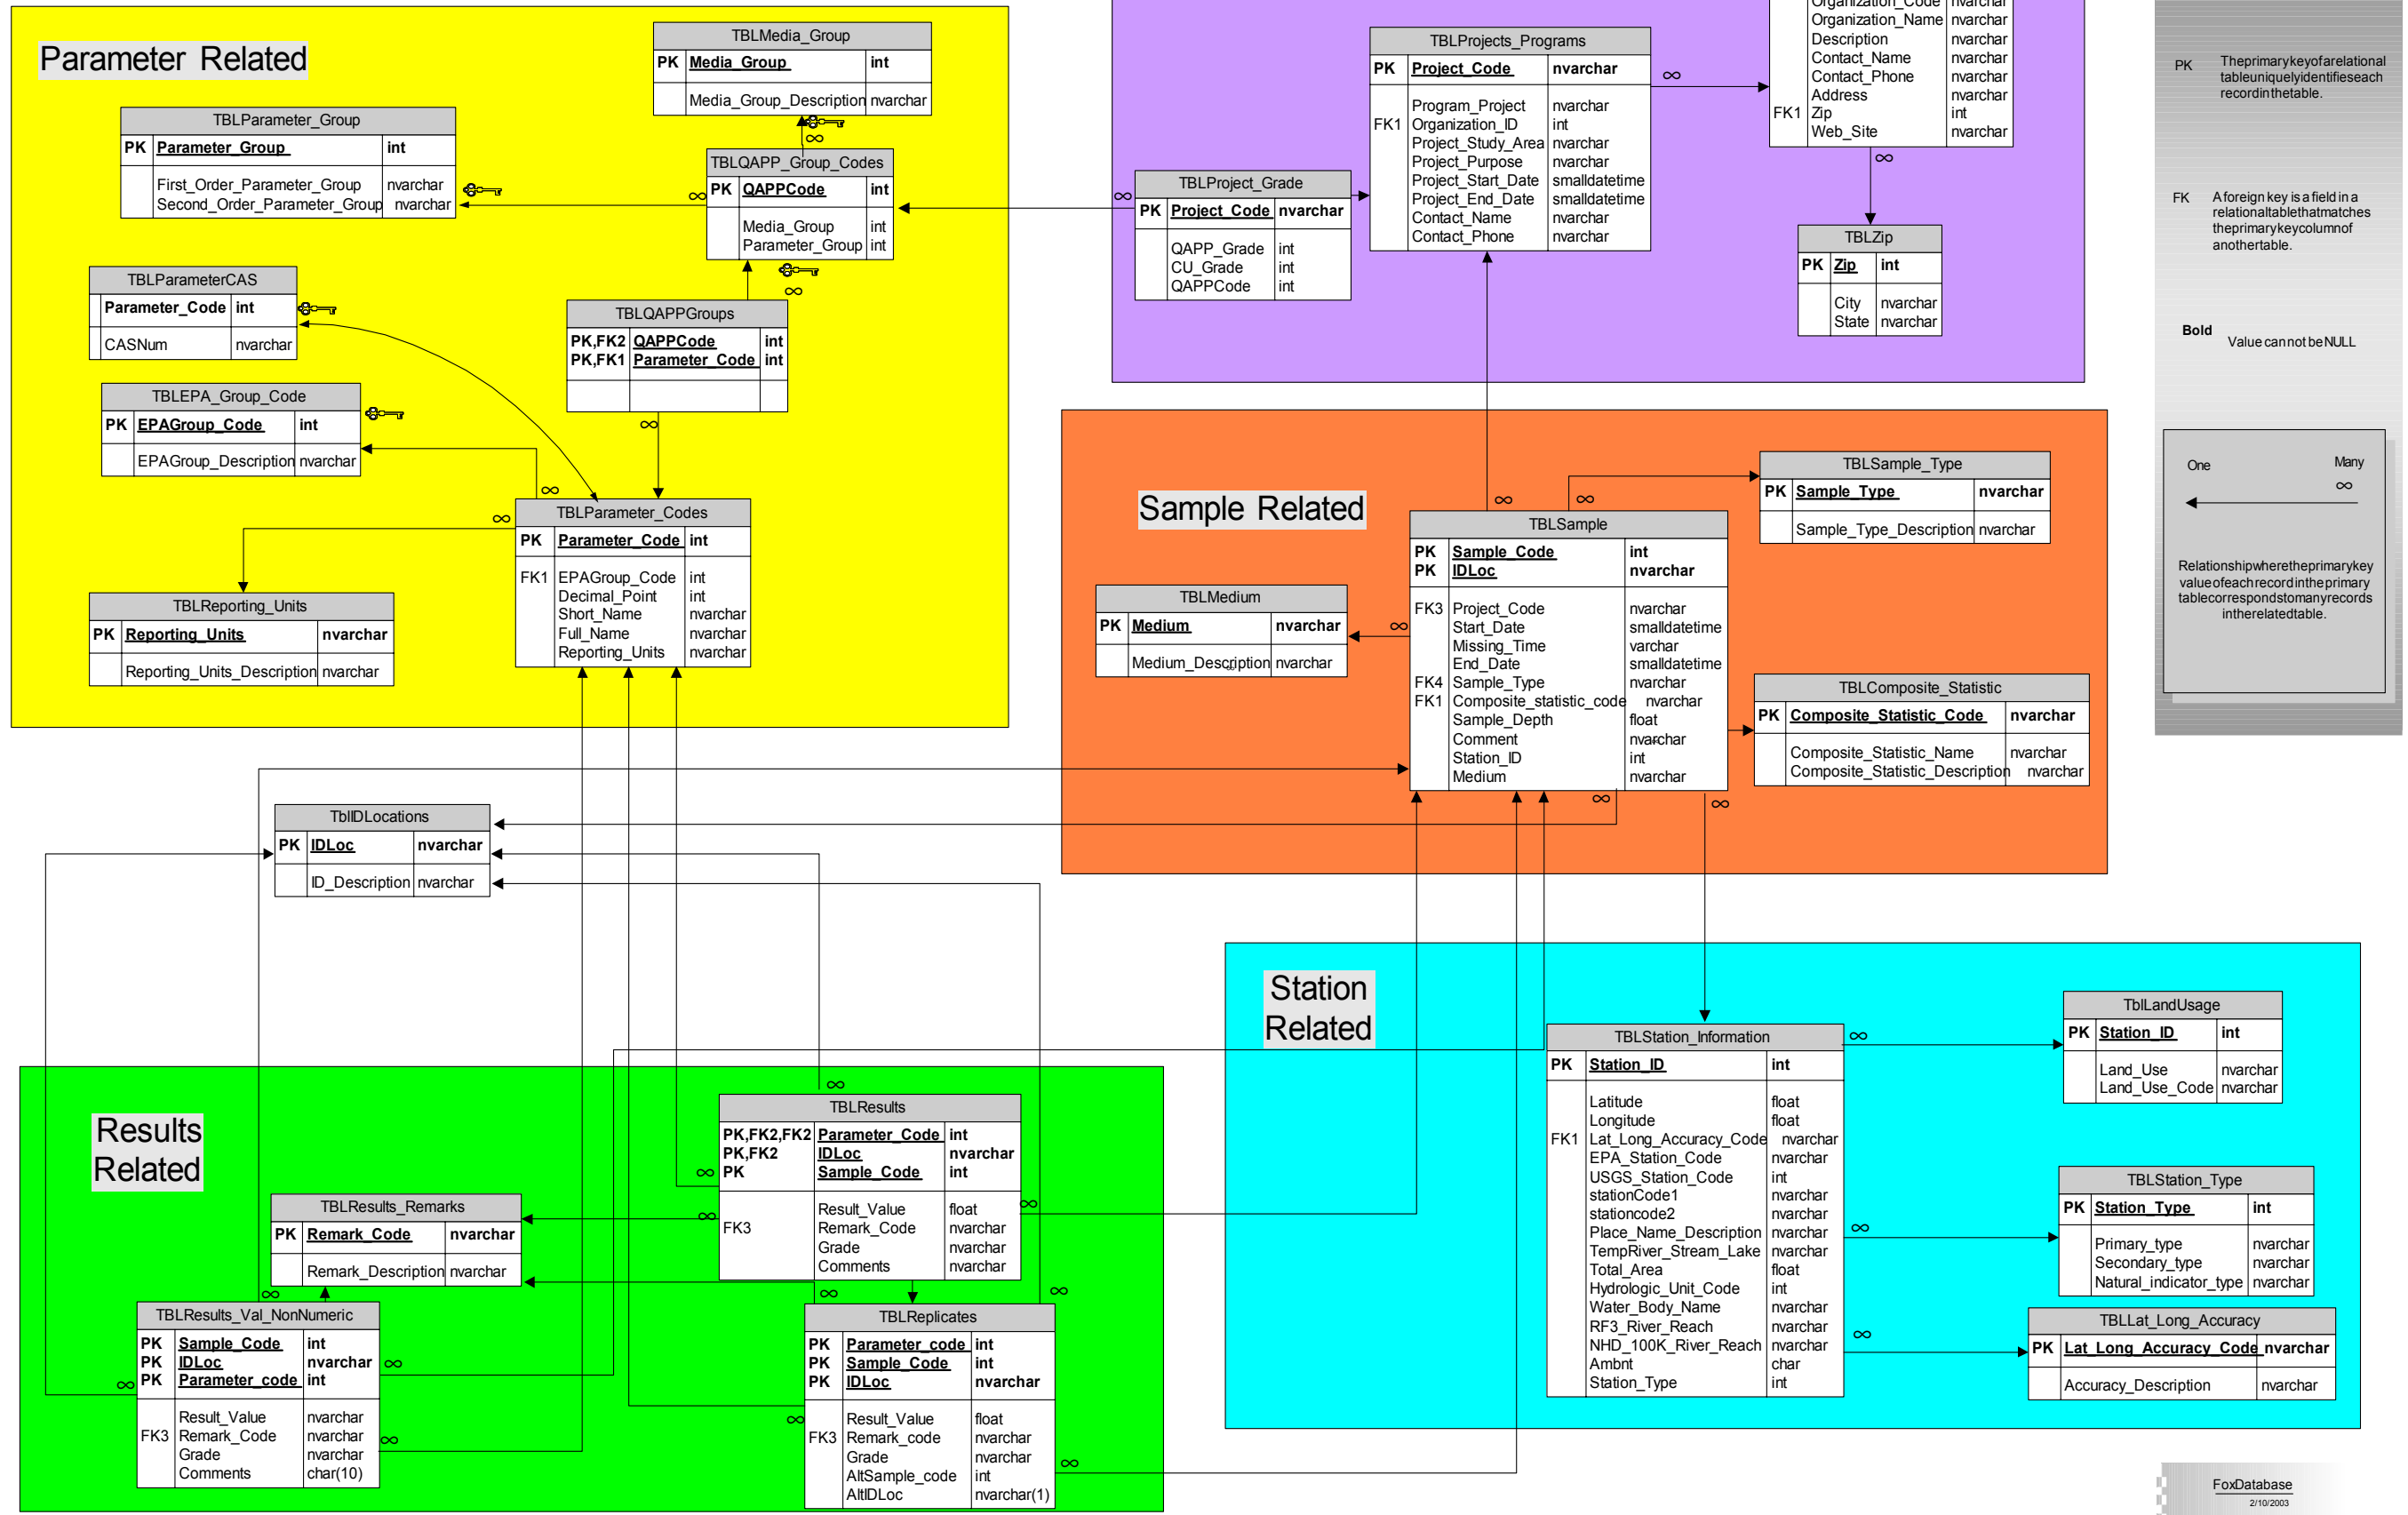 Parameter Related
TBLMedia_Group
PK Media_Group int
Media_Group_Description nvarchar
TBLParameter_Group
PK Parameter_Group int
First_Order_Parameter_Group nvarchar
Second_Order_Parameter_Group nvarchar
∞
TBLQAPP_Group_Codes
PK QAPPCode int
Media_Group int
Parameter_Group int
∞
∞
TBLParameterCAS
Parameter_Code int
CASNum nvarchar
TBLQAPPGroups
PK,FK2 QAPPCode int
PK,FK1 Parameter_Code int
∞
TBLEPA_Group_Code
PK EPAGroup_Code int
EPAGroup_Description nvarchar
∞
∞
TBLParameter_Codes
PK Parameter_Code int
FK1 EPAGroup_Code int
Decimal_Point int
Short_Name nvarchar
Full_Name nvarchar
Reporting_Units nvarchar
TBLReporting_Units
PK Reporting_Units nvarchar
Reporting_Units_Description nvarchar
Organization_Code nvarchar
Organization_Name nvarchar
Description nvarchar
Contact_Name nvarchar
Contact_Phone nvarchar
Address nvarchar
FK1 Zip int
Web_Site nvarchar
∞
TBLProjects_Programs
PK Project_Code nvarchar
Program_Project nvarchar
FK1 Organization_ID int
Project_Study_Area nvarchar
Project_Purpose nvarchar
Project_Start_Date smalldatetime
Project_End_Date smalldatetime
Contact_Name nvarchar
Contact_Phone nvarchar
∞
TBLProject_Grade
PK Project_Code nvarchar
QAPP_Grade int
CU_Grade int
QAPPCode int
∞
TBLZip
PK Zip int
City nvarchar
State nvarchar
PK Theprimarykeyofarelational
tableuniquelyidentifieseach
recordinthetable.
FK Aforeign key is a field in a
relationaltablethatmatches
theprimarykeycolumnof
anothertable.
Bold
Value can not be NULL
One Many
∞
Relationshipwheretheprimarykey
valueofeachrecordintheprimary
tablecorrespondstomanyrecords
intherelatedtable.
Sample Related
TBLSample_Type
PK Sample_Type nvarchar
Sample_Type_Description nvarchar
∞ ∞
TBLSample
PK Sample_Code int
PK IDLoc nvarchar
FK3 Project_Code nvarchar
Start_Date smalldatetime
Missing_Time varchar
End_Date smalldatetime
FK4 Sample_Type nvarchar
FK1 Composite_statistic_code nvarchar
Sample_Depth float
Comment nvarchar
Station_ID int
Medium nvarchar
∞ ∞
TBLMedium
PK Medium nvarchar
Medium_Description nvarchar
∞
TBLComposite_Statistic
PK Composite_Statistic_Code nvarchar
Composite_Statistic_Name nvarchar
Composite_Statistic_Description nvarchar
TblIDLocations
PK IDLoc nvarchar
ID_Description nvarchar
Station
Related
TBLStation_Information
PK Station_ID int
Latitude float
Longitude float
FK1 Lat_Long_Accuracy_Code nvarchar
EPA_Station_Code nvarchar
USGS_Station_Code int
stationCode1 nvarchar
stationcode2 nvarchar
Place_Name_Description nvarchar
TempRiver_Stream_Lake nvarchar
Total_Area float
Hydrologic_Unit_Code int
Water_Body_Name nvarchar
RF3_River_Reach nvarchar
NHD_100K_River_Reach nvarchar
Ambnt char
Station_Type int
∞
∞
∞
TblLandUsage
PK Station_ID int
Land_Use nvarchar
Land_Use_Code nvarchar
TBLStation_Type
PK Station_Type int
Primary_type nvarchar
Secondary_type nvarchar
Natural_indicator_type nvarchar
TBLLat_Long_Accuracy
PK Lat_Long_Accuracy_Code nvarchar
Accuracy_Description nvarchar
Results
Related
∞
TBLResults
PK,FK2,FK2 Parameter_Code int
PK,FK2 IDLoc nvarchar
PK Sample_Code int
Result_Value float
FK3 Remark_Code nvarchar
Grade nvarchar
Comments nvarchar
∞
∞
∞
TBLResults_Remarks
PK Remark_Code nvarchar
Remark_Description nvarchar
∞
TBLResults_Val_NonNumeric
PK Sample_Code int
PK IDLoc nvarchar
PK Parameter_code int
Result_Value nvarchar
FK3 Remark_Code nvarchar
Grade nvarchar
Comments char(10)
∞
∞
∞
∞ ∞
TBLReplicates
PK Parameter_code int
PK Sample_Code int
PK IDLoc nvarchar
Result_Value float
FK3 Remark_code nvarchar
Grade nvarchar
AltSample_code int
AltIDLoc nvarchar(1)
∞
∞
FoxDatabase
2/10/2003